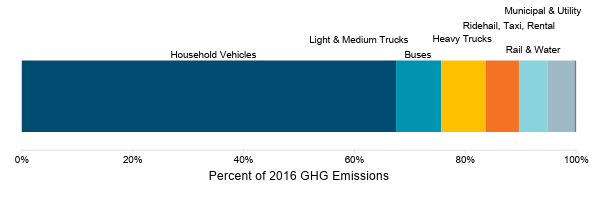 Municipal & Utility
Ridehail, Taxi, Rental
Light & Medium Trucks
Heavy Trucks
Household Vehicles
Buses
Rail & Water
0%
20%
40%
60%
80%
100%
Percent of 2016 GHG Emissions